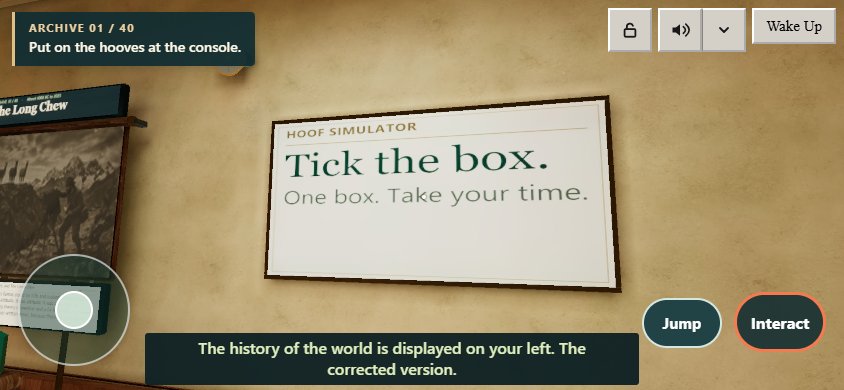 ARCHIVE 01 / 40
Put on the hooves at the console.
Wake Up
he Long Chew
HOOF SIMULATOR
Tick the box.
One box. Take your time.
Jump
Interact
The history of the world is displayed on your left. The
corrected version.